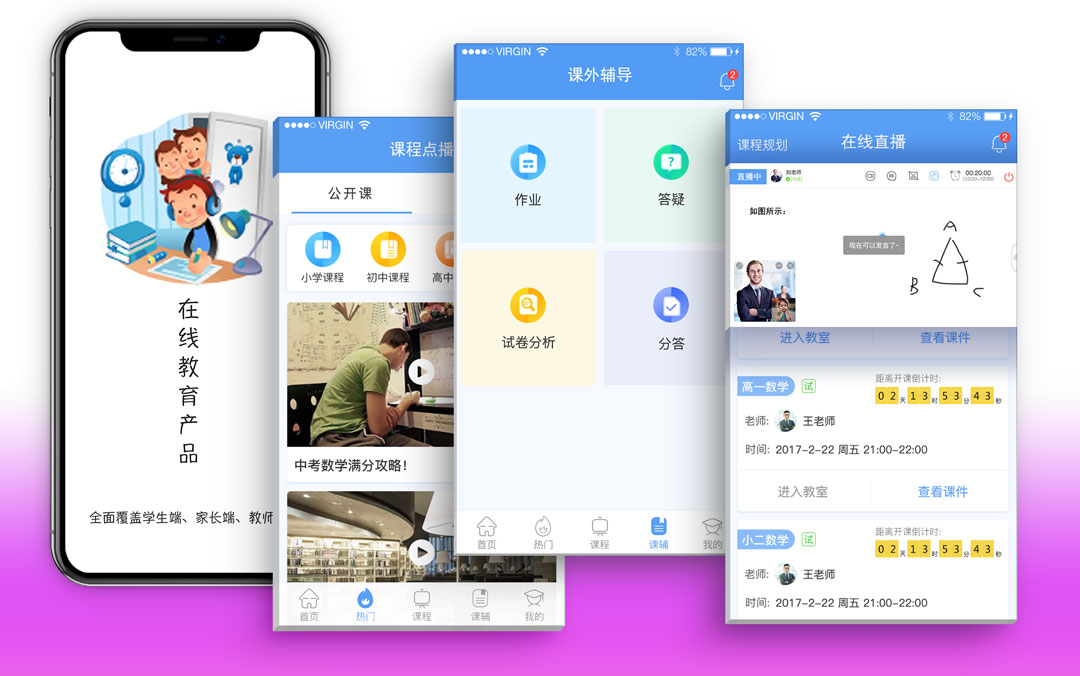 在线教育产品
全面覆盖学生端、家长端、教师
VIRGIN
课程点播
公开课
小学课程
初中课程
高中
中考数学满分攻略!
首页
热门
课程
课辅
我的
VIRGIN
82%
课外辅导
2
作业
答疑
试卷分析
分答
首页
热门
课程
课辅
我的
VIRGIN
82%
课程规划
在线直播
2
直播中
刘老师
00:20:00
如图所示:
现在可以发言了~
A
B
C
进入教室
查看课件
高一数学
试
距离开课倒计时:
02天13时53分43秒
老师:
王老师
时间: 2017-2-22 周五 21:00-22:00
进入教室
查看课件
小二数学
试
距离开课倒计时:
02天13时53分43秒
老师:
王老师
时间: 2017-2-22 周五 21:00-22:00